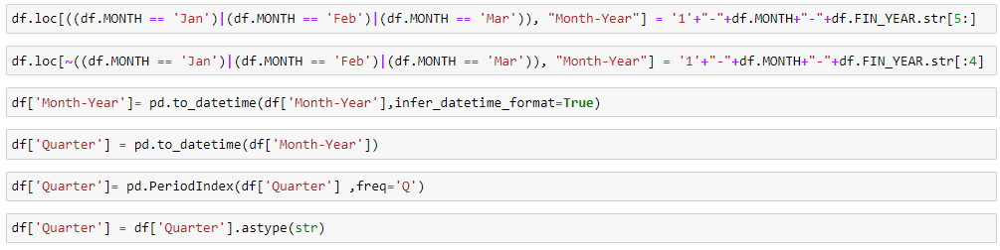 df.loc[((df.MONTH == 'Jan')|(df.MONTH == 'Feb')|(df.MONTH == 'Mar')), "Month-Year"] = '1'+"-"+df.MONTH+"-"+df.FIN_YEAR.str[5:]
df.loc[~((df.MONTH == 'Jan')|(df.MONTH == 'Feb')|(df.MONTH == 'Mar')), "Month-Year"] = '1'+"-"+df.MONTH+"-"+df.FIN_YEAR.str[:4]
df['Month-Year']= pd.to_datetime(df['Month-Year'],infer_datetime_format=True)
df['Quarter'] = pd.to_datetime(df['Month-Year'])
df['Quarter']= pd.PeriodIndex(df['Quarter'] ,freq='Q')
df['Quarter'] = df['Quarter'].astype(str)